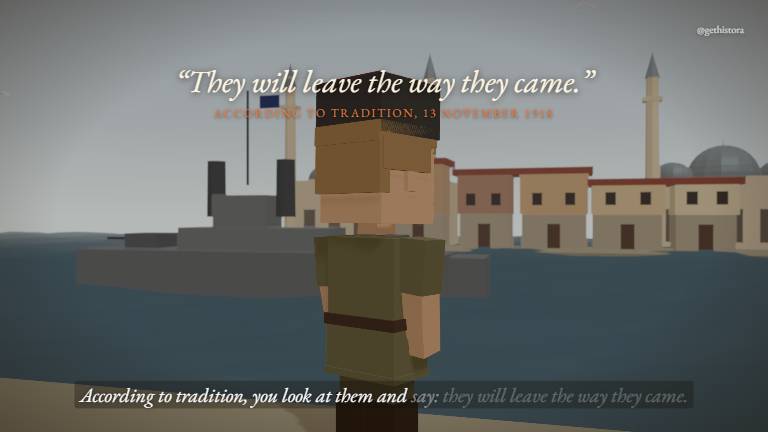 @gethistora
“They will leave the way they came.”
ACCORDING TO TRADITION, 13 NOVEMBER 1918
According to tradition, you look at them and say: they will leave the way they came.